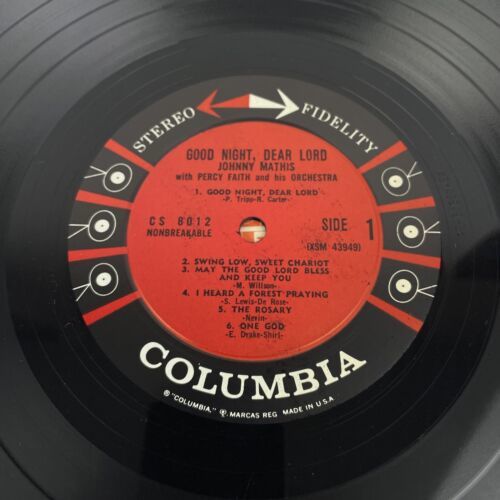 STEREO FIDELITY
GOOD NIGHT, DEAR LORD
JOHNNY MATHIS
with PERCY FAITH and his ORCHESTRA
1. GOOD NIGHT, DEAR LORD
-P. Tripp-R. Carter-
CS 8012
NONBREAKABLE
SIDE 1
(XSM 43949)
2. SWING LOW, SWEET CHARIOT
3. MAY THE GOOD LORD BLESS
AND KEEP YOU
-M. Willson-
4. I HEARD A FOREST PRAYING
-S. Lewis-De Rose-
5. THE ROSARY
-Nevin-
6. ONE GOD
-E. Drake-Shirl-
COLUMBIA
® "COLUMBIA," ⓟ, MARCAS REG. MADE IN U.S.A